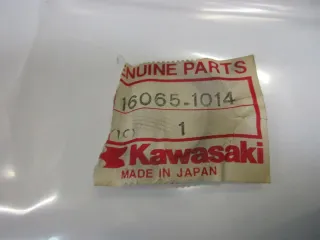 ENUINE PARTS
16065-1014
1
Kawasaki
MADE IN JAPAN